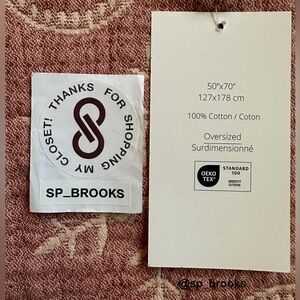 THANKS FOR SHOPPING MY CLOSET!
SP_BROOKS
50"x70"
127x178 cm
100% Cotton / Coton
Oversized
Surdimensionné
OEKO
TEX®
STANDARD
100
@sp_brooks